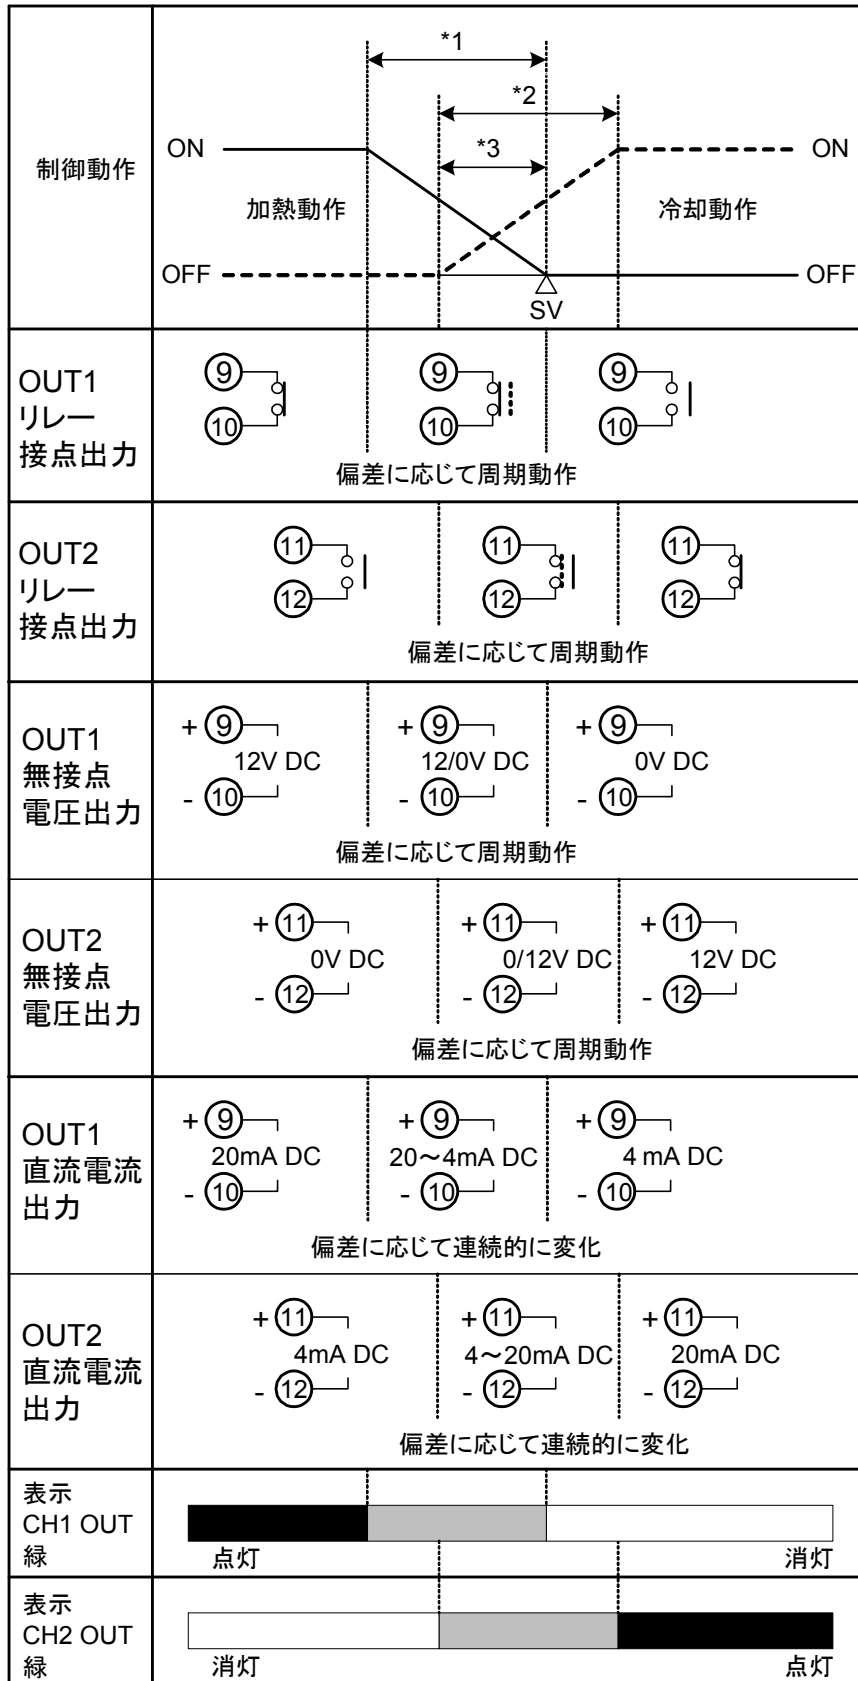 制御動作
*1
*2
*3
ON
ON
加熱動作
冷却動作
OFF
OFF
SV
OUT1
リレー
接点出力
9
10
9
10
9
10
偏差に応じて周期動作
OUT2
リレー
接点出力
11
12
11
12
11
12
偏差に応じて周期動作
OUT1
無接点
電圧出力
+ 9
12V DC
- 10
+ 9
12/0V DC
- 10
+ 9
0V DC
- 10
偏差に応じて周期動作
OUT2
無接点
電圧出力
+ 11
0V DC
- 12
+ 11
0/12V DC
- 12
+ 11
12V DC
- 12
偏差に応じて周期動作
OUT1
直流電流
出力
+ 9
20mA DC
- 10
+ 9
20～4mA DC
- 10
+ 9
4 mA DC
- 10
偏差に応じて連続的に変化
OUT2
直流電流
出力
+ 11
4mA DC
- 12
+ 11
4～20mA DC
- 12
+ 11
20mA DC
- 12
偏差に応じて連続的に変化
表示
CH1 OUT
緑
点灯
消灯
表示
CH2 OUT
緑
消灯
点灯